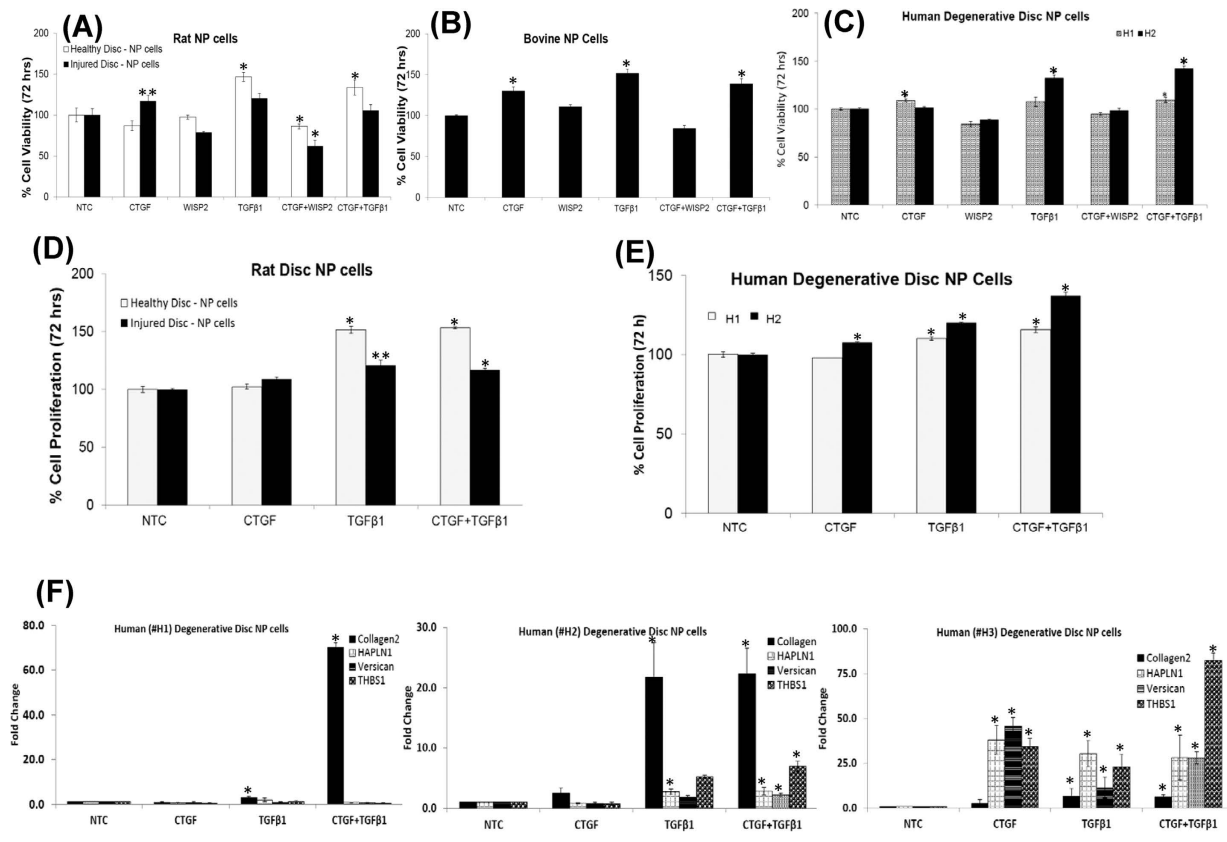 (A)
Rat NP cells
Healthy Disc - NP cells
Injured Disc - NP cells
% Cell Viability (72 hrs)
200
150
100
50
0
NTC CTGF WISP2 TGFβ1 CTGF+WISP2 CTGF+TGFβ1
** * * * *
(B)
Bovine NP Cells
% Cell Viability (72 hrs)
200
150
100
50
0
NTC CTGF WISP2 TGFβ1 CTGF+WISP2 CTGF+TGFβ1
* * *
(C)
Human Degenerative Disc NP cells
H1 H2
% Cell Viability (72 hrs)
200
150
100
50
0
NTC CTGF WISP2 TGFβ1 CTGF+WISP2 CTGF+TGFβ1
* * * *
(D)
Rat Disc NP cells
Healthy Disc - NP cells
Injured Disc - NP cells
% Cell Proliferation (72 hrs)
200
150
100
50
0
NTC CTGF TGFβ1 CTGF+TGFβ1
* ** * *
(E)
Human Degenerative Disc NP Cells
H1 H2
% Cell Proliferation (72 h)
150
100
50
0
NTC CTGF TGFβ1 CTGF+TGFβ1
* * * * *
(F)
Human (#H1) Degenerative Disc NP cells
Collagen2
HAPLN1
Versican
THBS1
Fold Change
80.0
60.0
40.0
20.0
0.0
NTC CTGF TGFβ1 CTGF+TGFβ1
* *
Human (#H2) Degenerative Disc NP cells
Collagen
HAPLN1
Versican
THBS1
Fold Change
30.0
20.0
10.0
0.0
NTC CTGF TGFβ1 CTGF+TGFβ1
* * * * * *
Human (#H3) Degenerative Disc NP cells
Collagen2
HAPLN1
Versican
THBS1
Fold Change
100.0
75.0
50.0
25.0
0.0
NTC CTGF TGFβ1 CTGF+TGFβ1
* * * * * * * * * * *